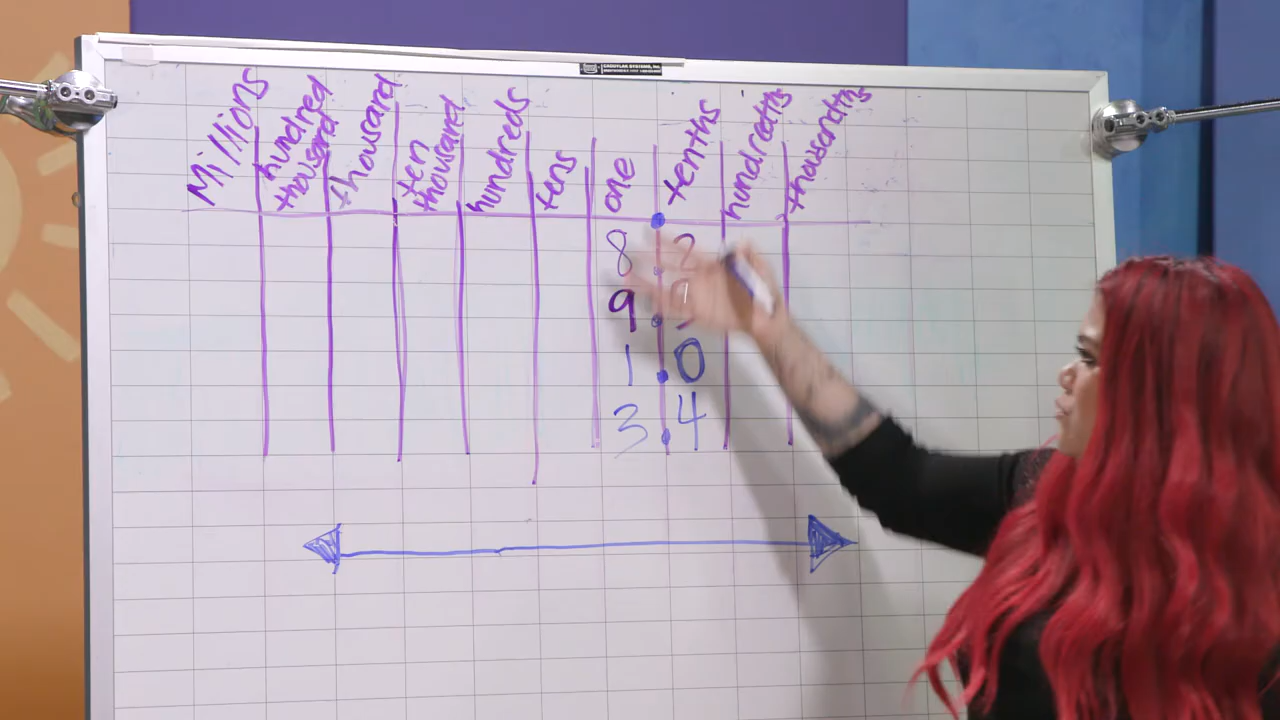 Millions
hundred thousand
thousand
ten thousand
hundreds
tens
one
tenths
hundredths
thousandths
8.2
9.
1.0
3.4